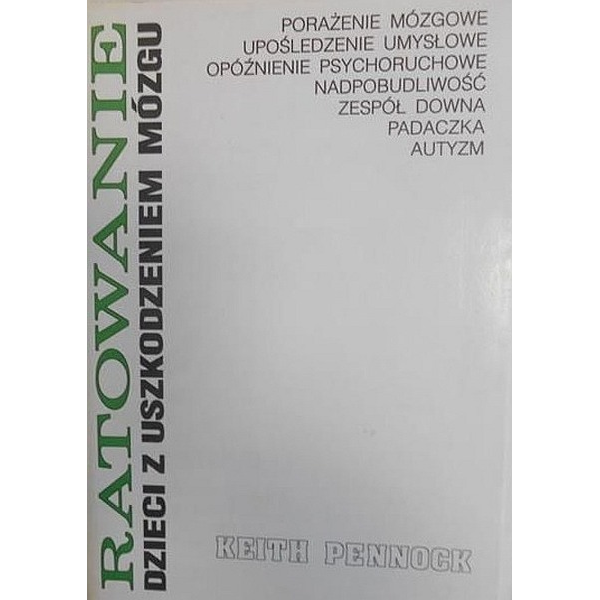 RATOWANIE
DZIECI Z USZKODZENIEM MÓZGU
PORAŻENIE MÓZGOWE
UPOŚLEDZENIE UMYSŁOWE
OPÓŹNIENIE PSYCHORUCHOWE
NADPOBUDLIWOŚĆ
ZESPÓŁ DOWNA
PADACZKA
AUTYZM
KEITH PENNOCK